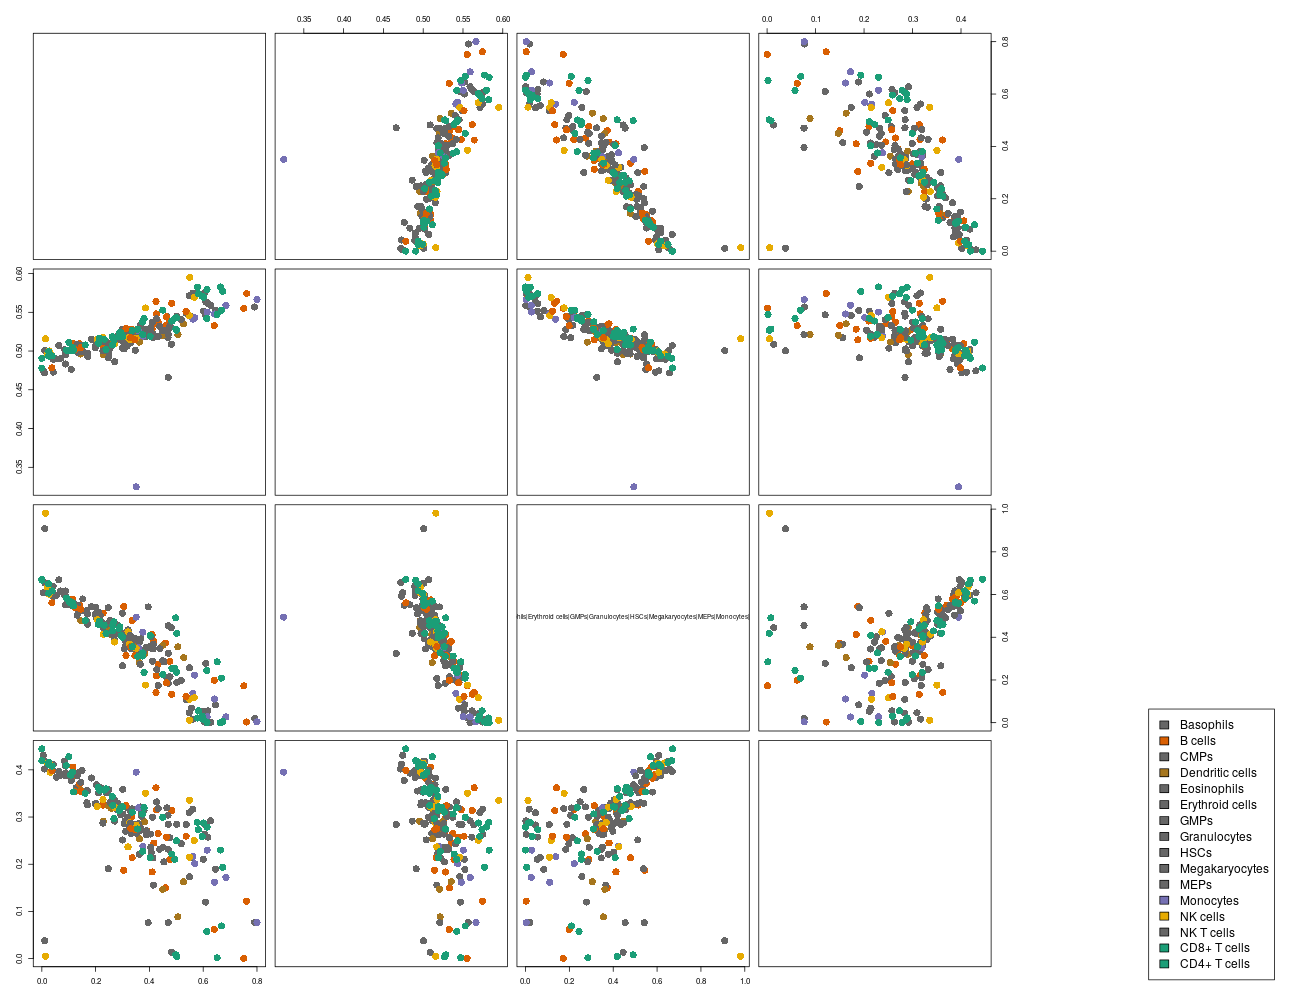 0.35 0.40 0.45 0.50 0.55 0.60
0.0 0.1 0.2 0.3 0.4
0.8
0.6
0.4
0.2
0.0
0.60
0.55
0.50
0.45
0.40
0.35
1.0
0.8
0.6
0.4
0.2
0.0
hils|Erythroid cells|GMPs|Granulocytes|HSCs|Megakaryocytes|MEPs|Monocytes|
0.4
0.3
0.2
0.1
0.0
0.0 0.2 0.4 0.6 0.8
0.0 0.2 0.4 0.6 0.8 1.0
Basophils
B cells
CMPs
Dendritic cells
Eosinophils
Erythroid cells
GMPs
Granulocytes
HSCs
Megakaryocytes
MEPs
Monocytes
NK cells
NK T cells
CD8+ T cells
CD4+ T cells